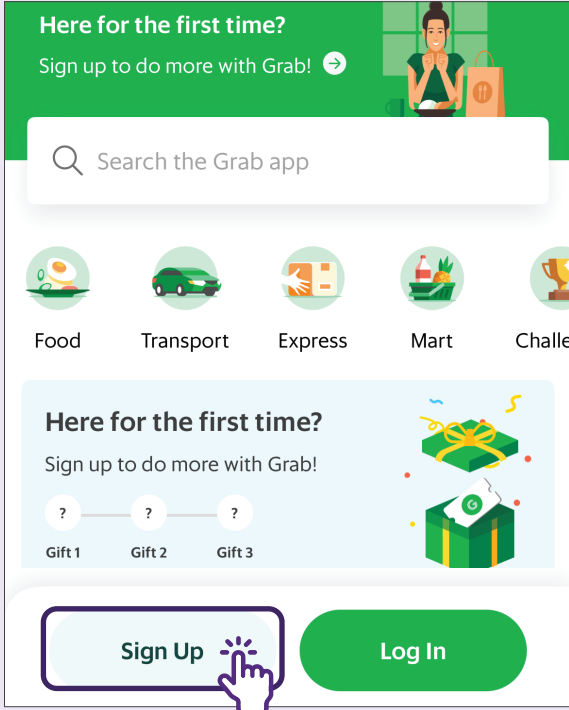 Here for the first time?
Sign up to do more with Grab!
Search the Grab app
Food Transport Express Mart Challe
Here for the first time?
Sign up to do more with Grab!
? ? ?
Gift 1 Gift 2 Gift 3
Sign Up Log In